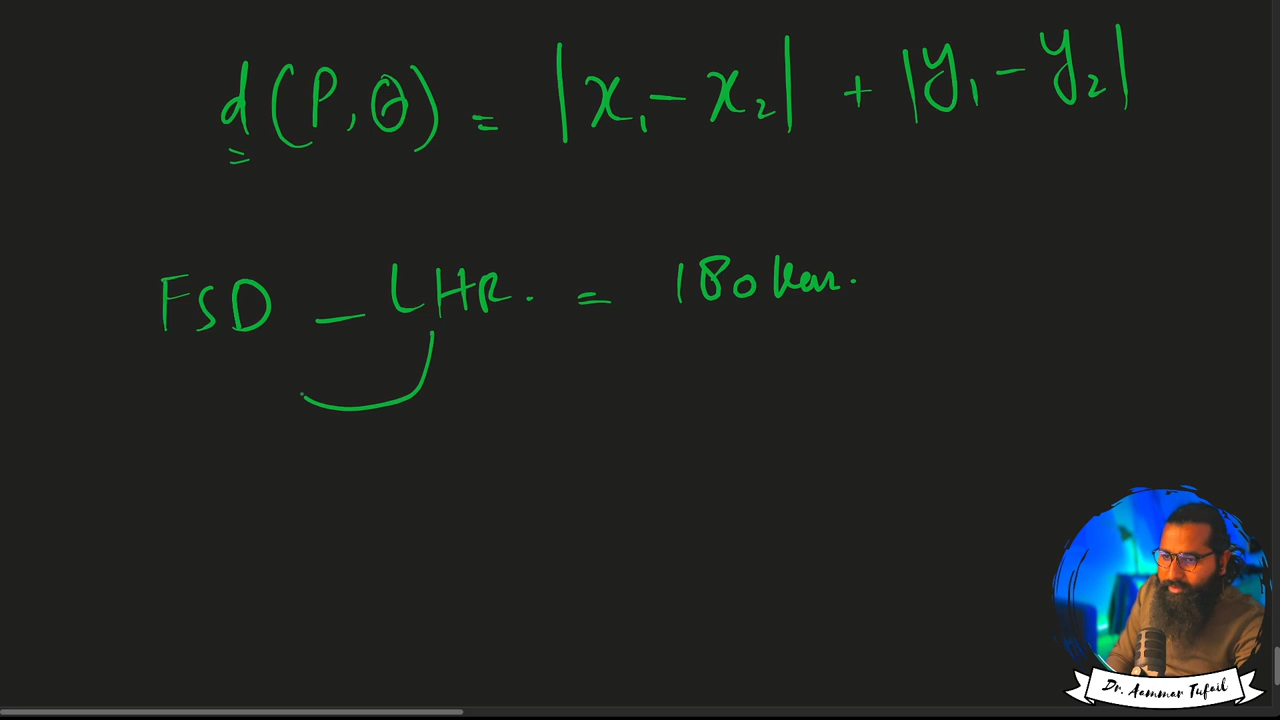 d(P,Q) = |x₁ - x₂| + |y₁ - y₂|
FSD - LHR. = 180 km.
Dr. Aammar Tufail